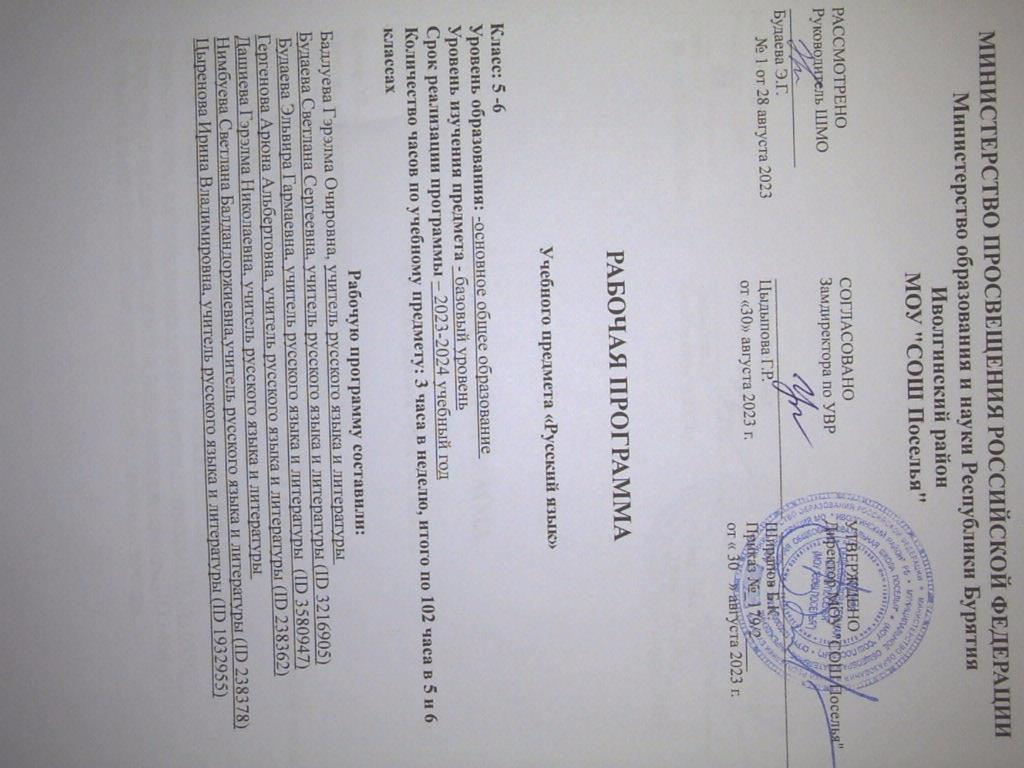 МИНИСТЕРСТВО ПРОСВЕЩЕНИЯ РОССИЙСКОЙ ФЕДЕРАЦИИ
Министерство образования и науки Республики Бурятия
Иволгинский район
МОУ "СОШ Поселья"
РАССМОТРЕНО
Руководитель ШМО
Будаева Э.Г.
№ 1 от 28 августа 2023
СОГЛАСОВАНО
Замдиректора по УВР
Цыдыпова Г.Р.
от «30» августа 2023 г.
УТВЕРЖДЕНО
Директор МОУ "СОШ Поселья"
Ширапов Б.К.
Приказ № 179/2
от « 30 » августа 2023 г.
РАБОЧАЯ ПРОГРАММА
Учебного предмета «Русский язык»
Класс: 5 -6
Уровень образования: -основное общее образование
Уровень изучения предмета - базовый уровень
Срок реализации программы – 2023-2024 учебный год
Количество часов по учебному предмету: 3 часа в неделю, итого по 102 часа в 5 и 6
классах
Рабочую программу составили:
Бадлуева Гэрэлма Очировна, учитель русского языка и литературы
Будаева Светлана Сергеевна, учитель русского языка и литературы (ID 3216905)
Будаева Эльвира Гармаевна, учитель русского языка и литературы (ID 3580947)
Гергенова Арюна Альбертовна, учитель русского языка и литературы (ID 238362)
Дашиева Гэрэлма Николаевна, учитель русского языка и литературы
Нимбуева Светлана Балдандоржиевна,учитель русского языка и литературы (ID 238378)
Цыренова Ирина Владимировна, учитель русского языка и литературы (ID 1932955)